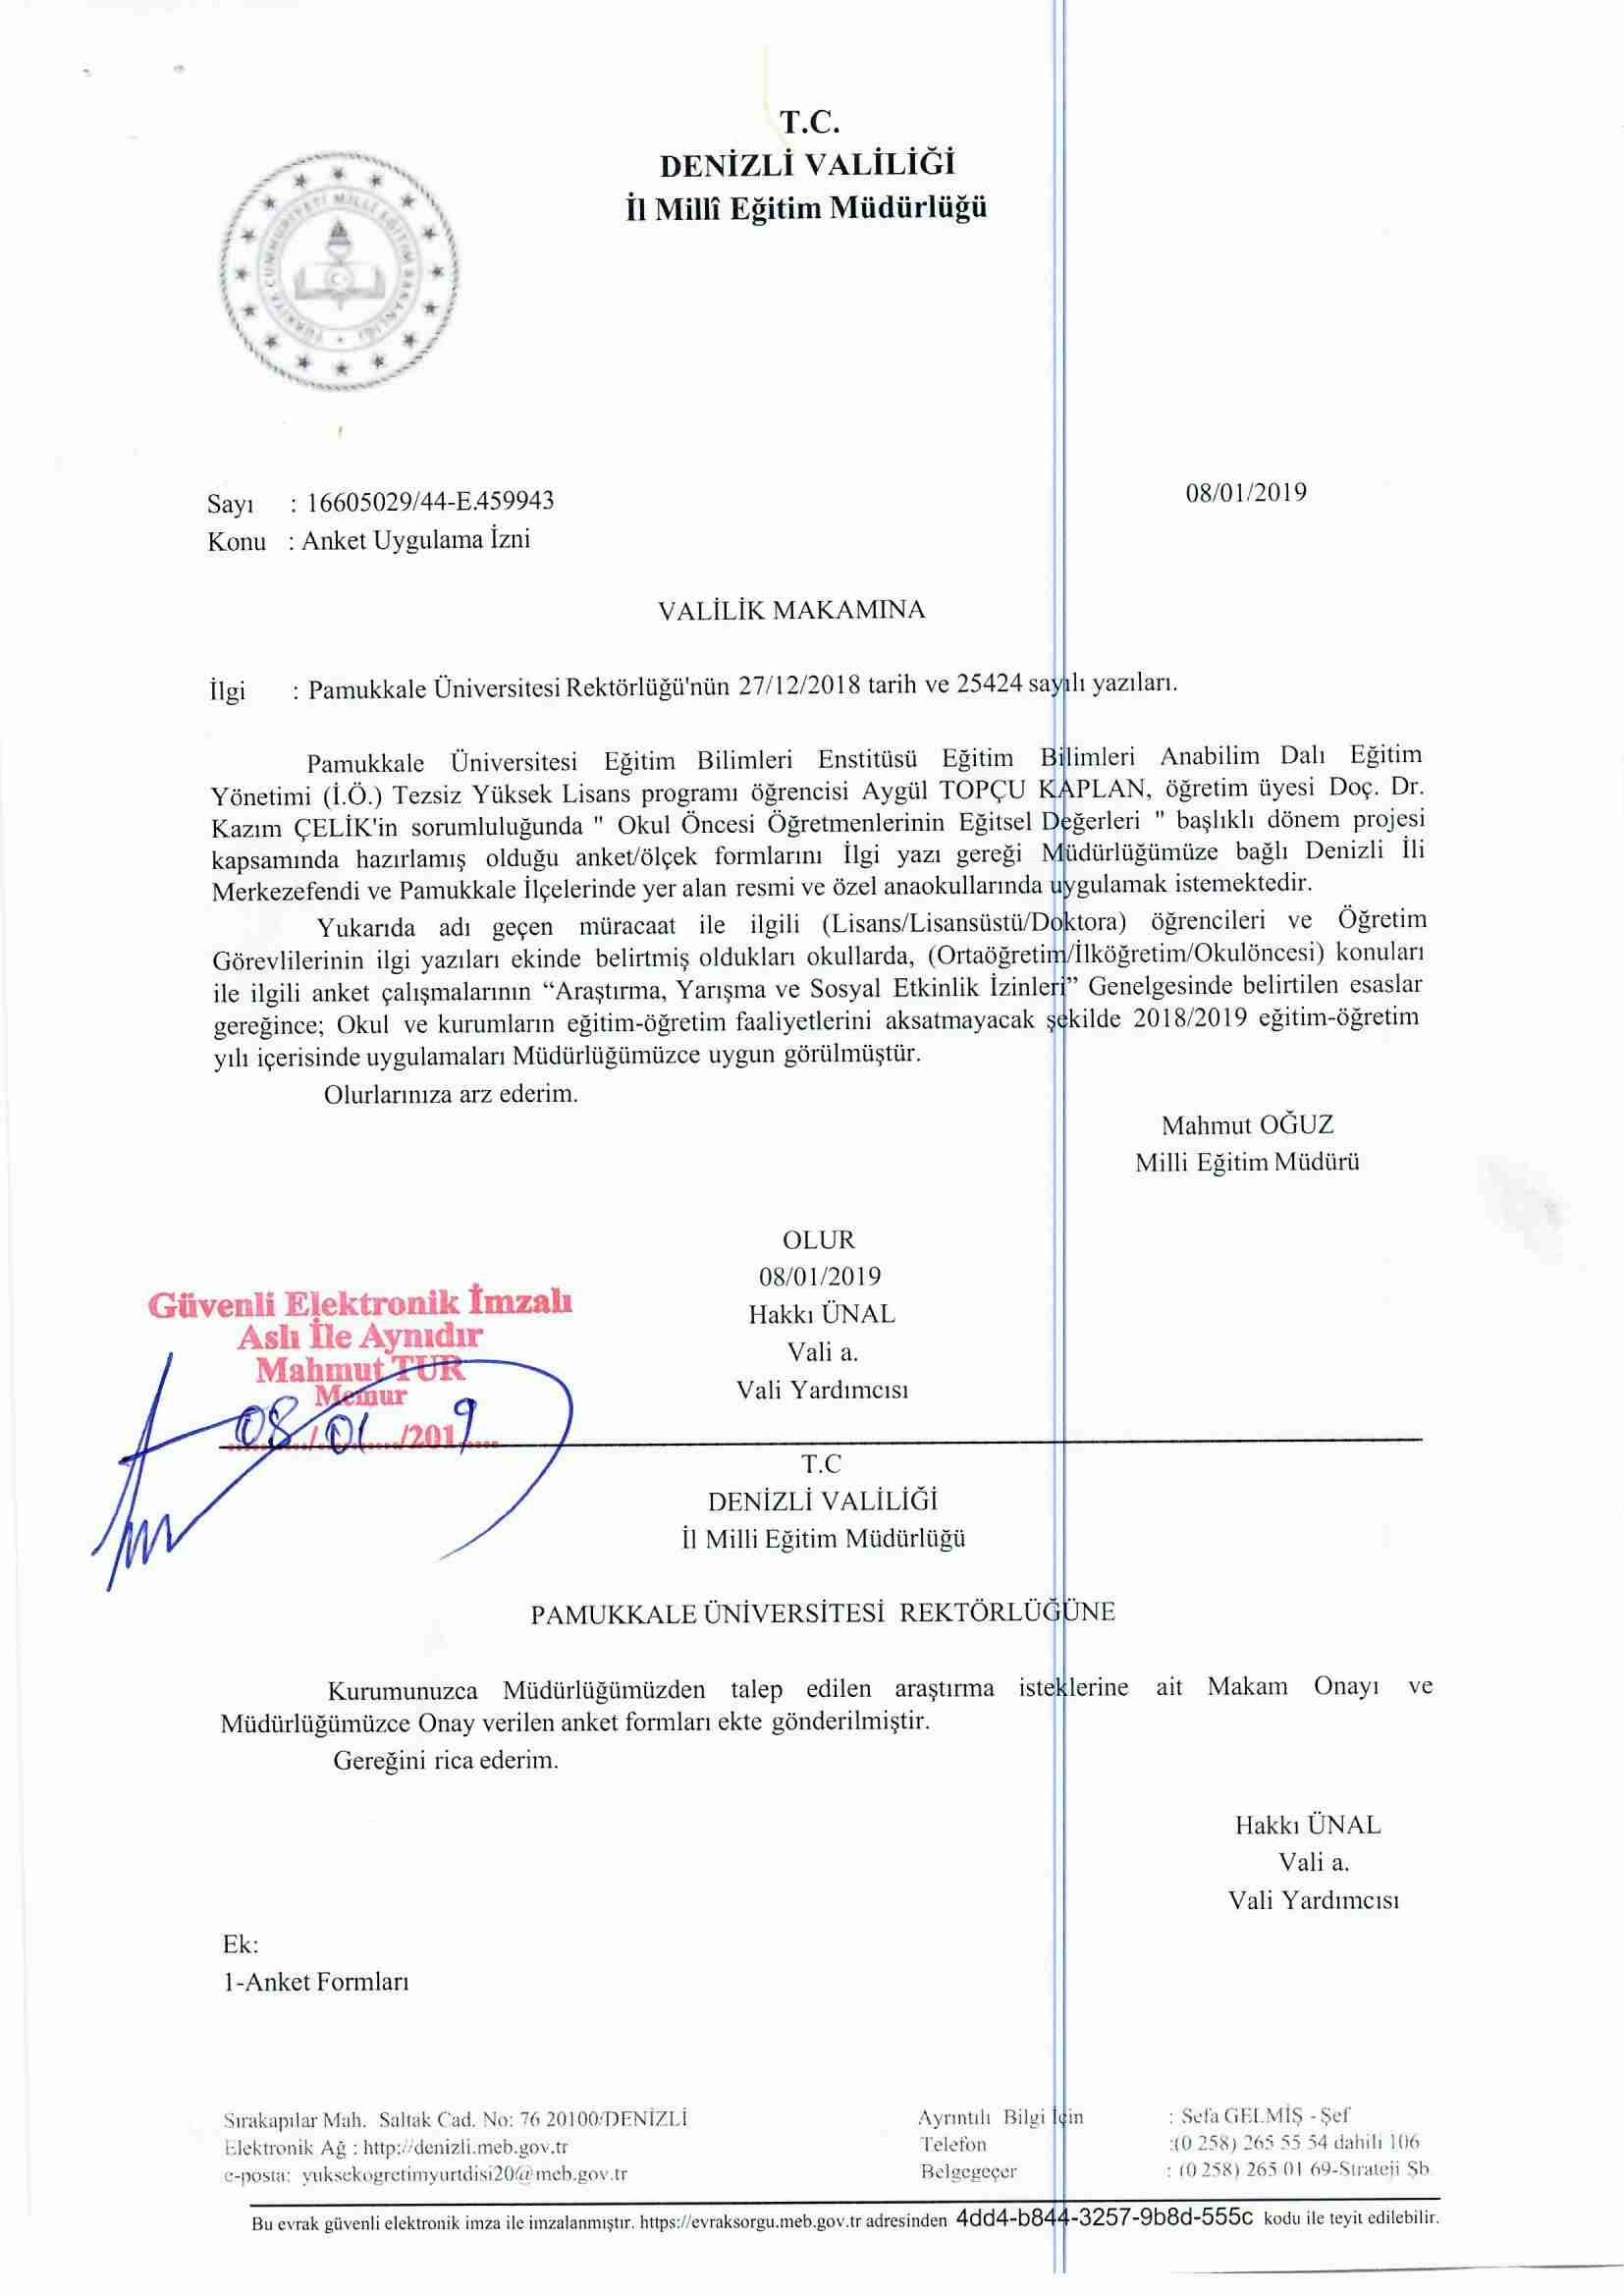 T.C.
DENİZLİ VALİLİĞİ
İl Millî Eğitim Müdürlüğü
TÜRKİYE CUMHURİYETİ MİLLÎ EĞİTİM BAKANLIĞI
Sayı : 16605029/44-E.459943
08/01/2019
Konu : Anket Uygulama İzni
VALİLİK MAKAMINA
İlgi : Pamukkale Üniversitesi Rektörlüğü'nün 27/12/2018 tarih ve 25424 sayılı yazıları.
Pamukkale Üniversitesi Eğitim Bilimleri Enstitüsü Eğitim Bilimleri Anabilim Dalı Eğitim
Yönetimi (İ.Ö.) Tezsiz Yüksek Lisans programı öğrencisi Aygül TOPÇU KAPLAN, öğretim üyesi Doç. Dr.
Kazım ÇELİK'in sorumluluğunda " Okul Öncesi Öğretmenlerinin Eğitsel Değerleri " başlıklı dönem projesi
kapsamında hazırlamış olduğu anket/ölçek formlarını İlgi yazı gereği Müdürlüğümüze bağlı Denizli İli
Merkezefendi ve Pamukkale İlçelerinde yer alan resmi ve özel anaokullarında uygulamak istemektedir.
Yukarıda adı geçen müracaat ile ilgili (Lisans/Lisansüstü/Doktora) öğrencileri ve Öğretim
Görevlilerinin ilgi yazıları ekinde belirtmiş oldukları okullarda, (Ortaöğretim/İlköğretim/Okulöncesi) konuları
ile ilgili anket çalışmalarının “Araştırma, Yarışma ve Sosyal Etkinlik İzinleri” Genelgesinde belirtilen esaslar
gereğince; Okul ve kurumların eğitim-öğretim faaliyetlerini aksatmayacak şekilde 2018/2019 eğitim-öğretim
yılı içerisinde uygulamaları Müdürlüğümüzce uygun görülmüştür.
Olurlarınıza arz ederim.
Mahmut OĞUZ
Milli Eğitim Müdürü
OLUR
08/01/2019
Hakkı ÜNAL
Vali a.
Vali Yardımcısı
Güvenli Elektronik İmzalı
Aslı İle Aynıdır
Mahmut TUR
Memur
08/01/2019
T.C
DENİZLİ VALİLİĞİ
İl Milli Eğitim Müdürlüğü
PAMUKKALE ÜNİVERSİTESİ REKTÖRLÜĞÜNE
Kurumunuzca Müdürlüğümüzden talep edilen araştırma isteklerine ait Makam Onayı ve
Müdürlüğümüzce Onay verilen anket formları ekte gönderilmiştir.
Gereğini rica ederim.
Hakkı ÜNAL
Vali a.
Vali Yardımcısı
Ek:
1-Anket Formları
Sırakapılar Mah. Saltak Cad. No: 76 20100/DENİZLİ
Elektronik Ağ : http://denizli.meb.gov.tr
e-posta: yuksekogretimyurtdisi20@meb.gov.tr
Ayrıntılı Bilgi İçin : Sefa GELMİŞ - Şef
Telefon :(0 258) 265 55 54 dahili 106
Belgegeçer : (0 258) 265 01 69-Strateji Şb
Bu evrak güvenli elektronik imza ile imzalanmıştır. https://evraksorgu.meb.gov.tr adresinden 4dd4-b844-3257-9b8d-555c kodu ile teyit edilebilir.